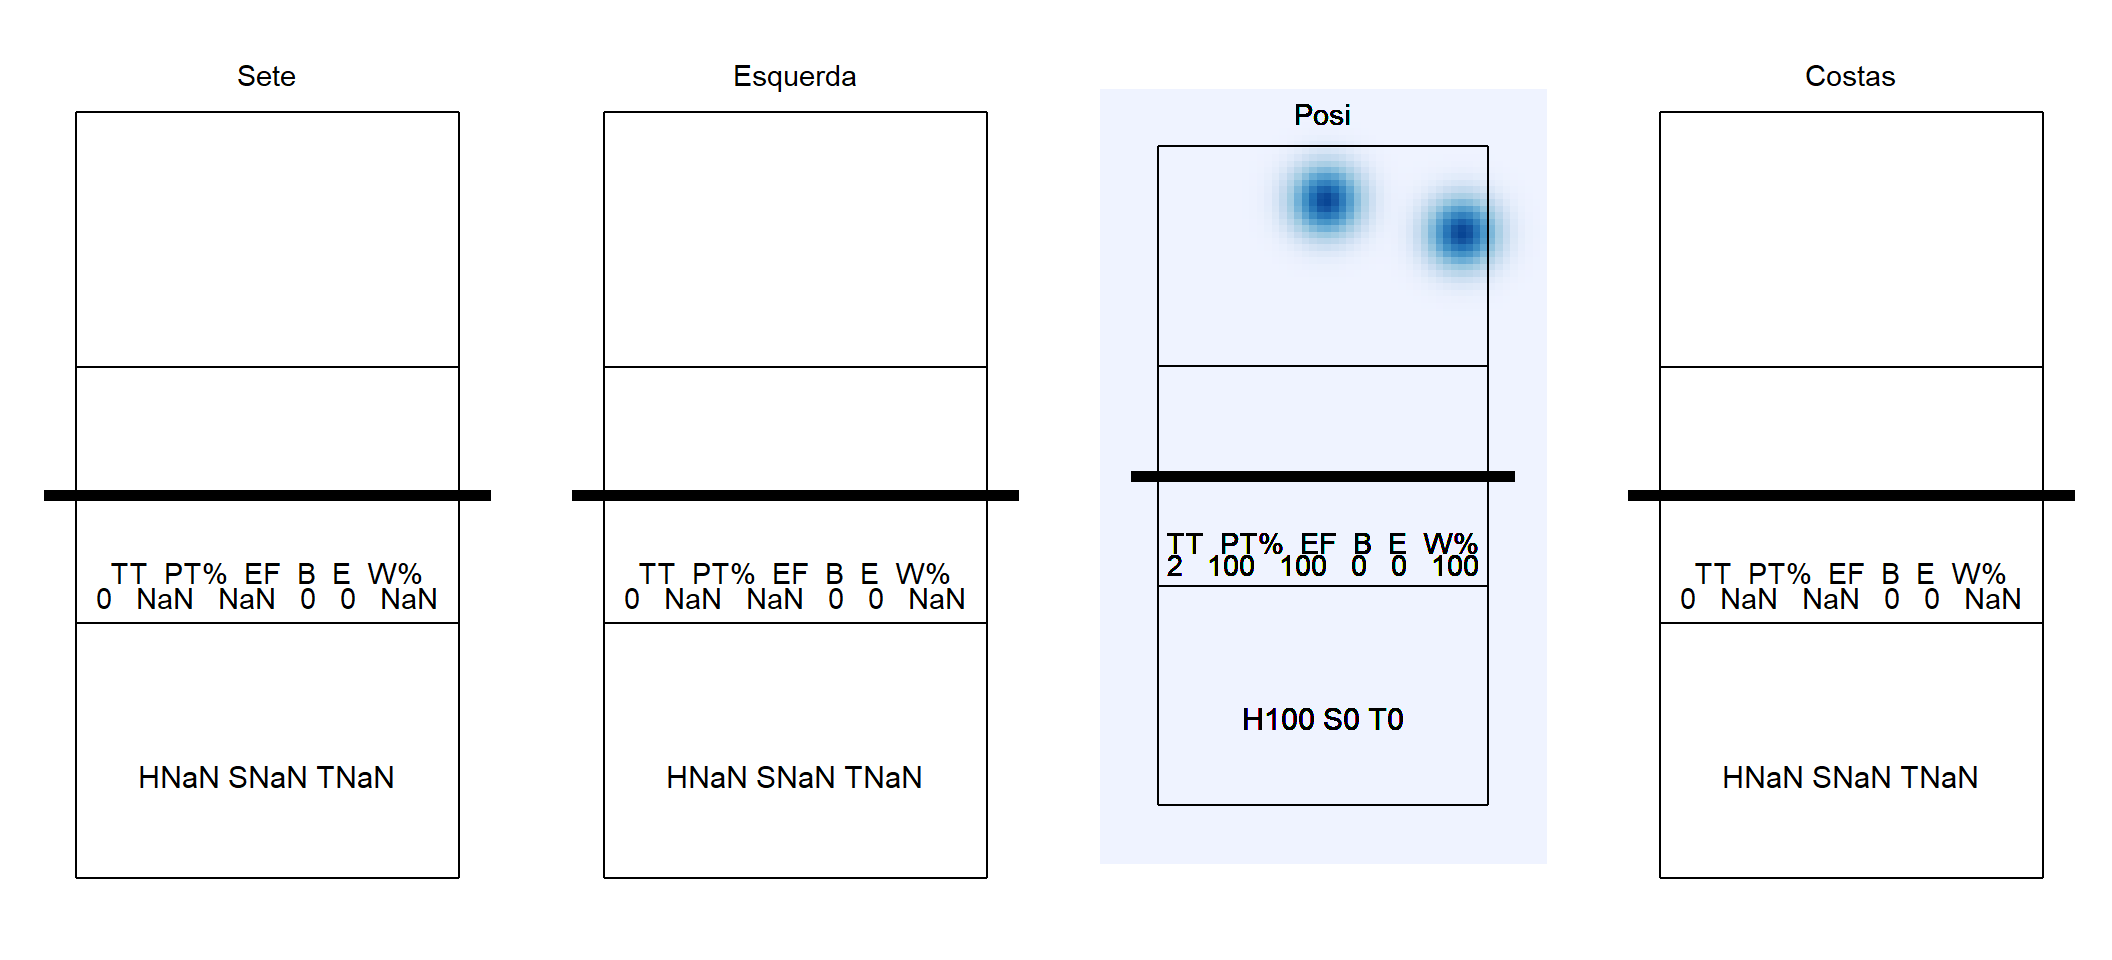 Sete
TT PT% EF B E W%
0 NaN NaN 0 0 NaN
HNaN SNaN TNaN
Esquerda
TT PT% EF B E W%
0 NaN NaN 0 0 NaN
HNaN SNaN TNaN
Posi
TT PT% EF B E W%
2 100 100 0 0 100
H100 S0 T0
Costas
TT PT% EF B E W%
0 NaN NaN 0 0 NaN
HNaN SNaN TNaN